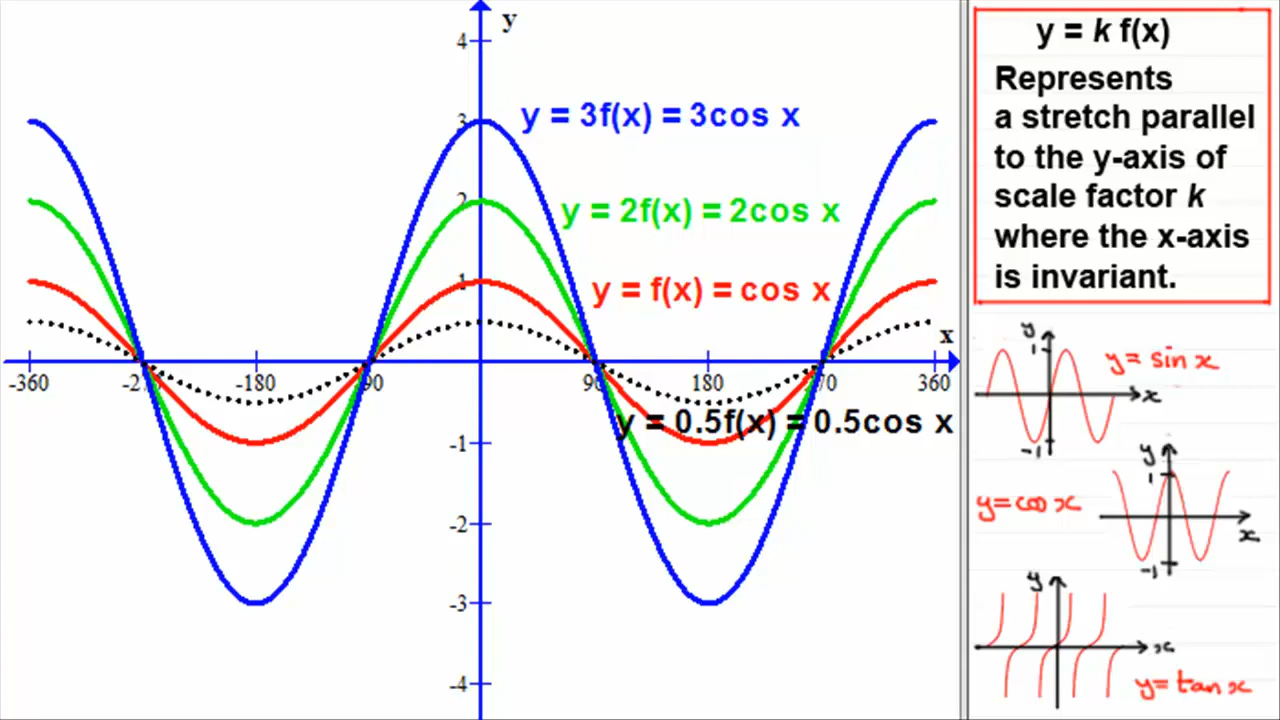 y
4
3
y = 3f(x) = 3cos x
2
y = 2f(x) = 2cos x
1
y = f(x) = cos x
x
-360 -180 90 180 360
y = 0.5f(x) = 0.5cos x
-1
-2
-3
-4
y = k f(x)
Represents
a stretch parallel
to the y-axis of
scale factor k
where the x-axis
is invariant.
y
1
y = sin x
x
-1
y
1
y = cos x
x
-1
y
x
y = tan x